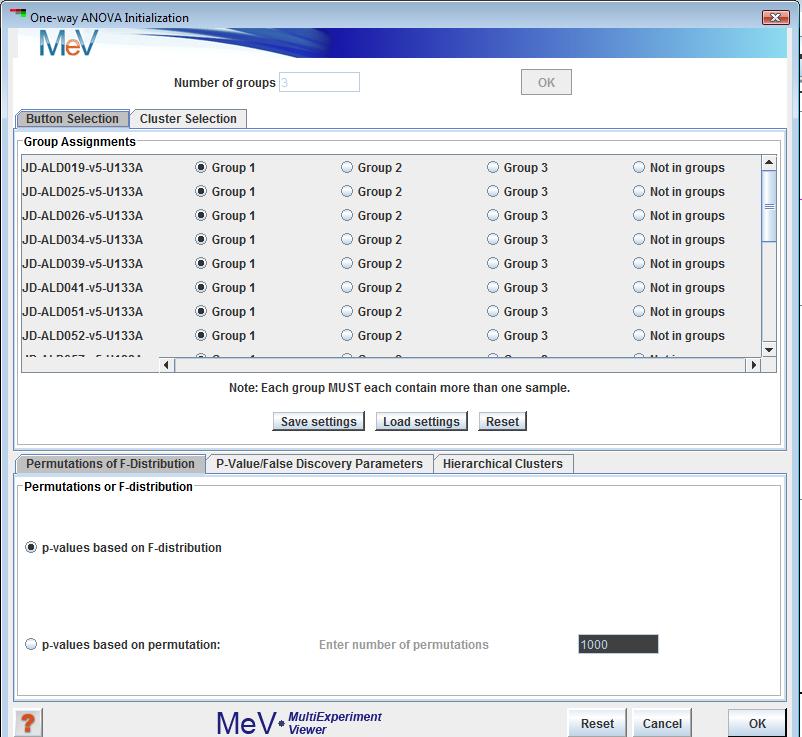 One-way ANOVA Initialization
MeV
Number of groups 3 OK
Button Selection Cluster Selection
Group Assignments
JD-ALD019-v5-U133A Group 1 Group 2 Group 3 Not in groups
JD-ALD025-v5-U133A Group 1 Group 2 Group 3 Not in groups
JD-ALD026-v5-U133A Group 1 Group 2 Group 3 Not in groups
JD-ALD034-v5-U133A Group 1 Group 2 Group 3 Not in groups
JD-ALD039-v5-U133A Group 1 Group 2 Group 3 Not in groups
JD-ALD041-v5-U133A Group 1 Group 2 Group 3 Not in groups
JD-ALD051-v5-U133A Group 1 Group 2 Group 3 Not in groups
JD-ALD052-v5-U133A Group 1 Group 2 Group 3 Not in groups
Note: Each group MUST each contain more than one sample.
Save settings Load settings Reset
Permutations of F-Distribution P-Value/False Discovery Parameters Hierarchical Clusters
Permutations or F-distribution
p-values based on F-distribution
p-values based on permutation: Enter number of permutations 1000
? MeV MultiExperiment
Viewer
Reset Cancel OK